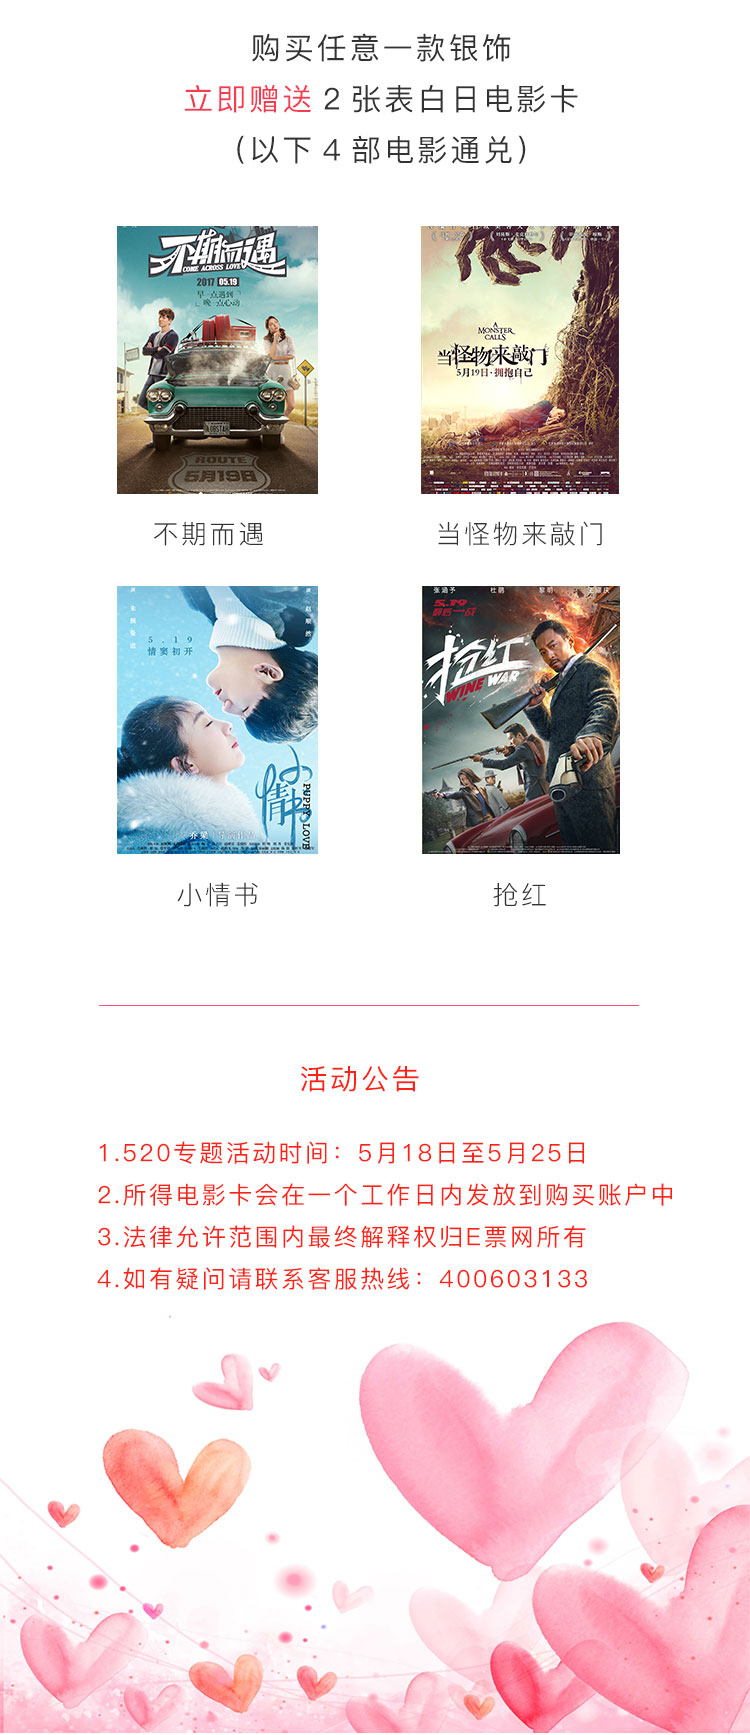 购买任意一款银饰
立即赠送 2 张表白日电影卡
（以下 4 部电影通兑）
不期而遇
COME ACROSS LOVE
2017 05.19
早一点遇到
晚一点心动
LOBSTAH
ROUTE
5月19日
A
MONSTER
CALLS
当怪物来敲门
5月19日·拥抱自己
不期而遇
当怪物来敲门
5.19
情窦初开
小情书
PUPPY LOVE
张涵予
杜鹃
黎明
5.19
最后一战
抢红
WINE WAR
小情书
抢红
活动公告
1.520专题活动时间：5月18日至5月25日
2.所得电影卡会在一个工作日内发放到购买账户中
3.法律允许范围内最终解释权归E票网所有
4.如有疑问请联系客服热线：400603133